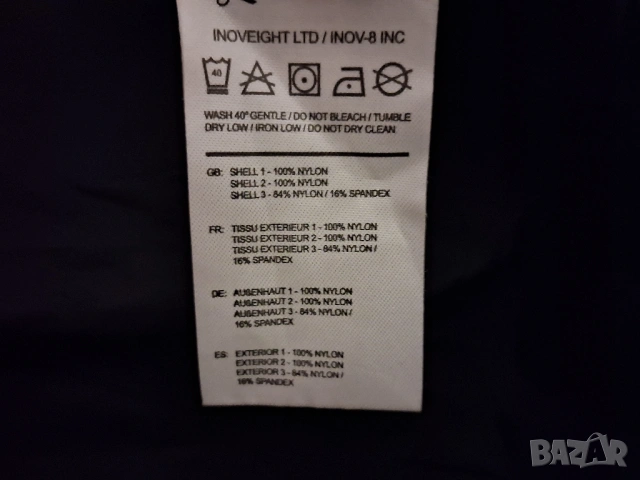 INOVEIGHT LTD / INOV-8 INC
40
WASH 40° GENTLE / DO NOT BLEACH / TUMBLE
DRY LOW / IRON LOW / DO NOT DRY CLEAN
GB: SHELL 1 - 100% NYLON
SHELL 2 - 100% NYLON
SHELL 3 - 84% NYLON / 16% SPANDEX
FR: TISSU EXTERIEUR 1 - 100% NYLON
TISSU EXTERIEUR 2 - 100% NYLON
TISSU EXTERIEUR 3 - 84% NYLON /
16% SPANDEX
DE: AUßENHAUT 1 - 100% NYLON
AUßENHAUT 2 - 100% NYLON
AUßENHAUT 3 - 84% NYLON /
16% SPANDEX
ES: EXTERIOR 1 - 100% NYLON
EXTERIOR 2 - 100% NYLON
EXTERIOR 3 - 84% NYLON /
16% SPANDEX
BAZAR.bg